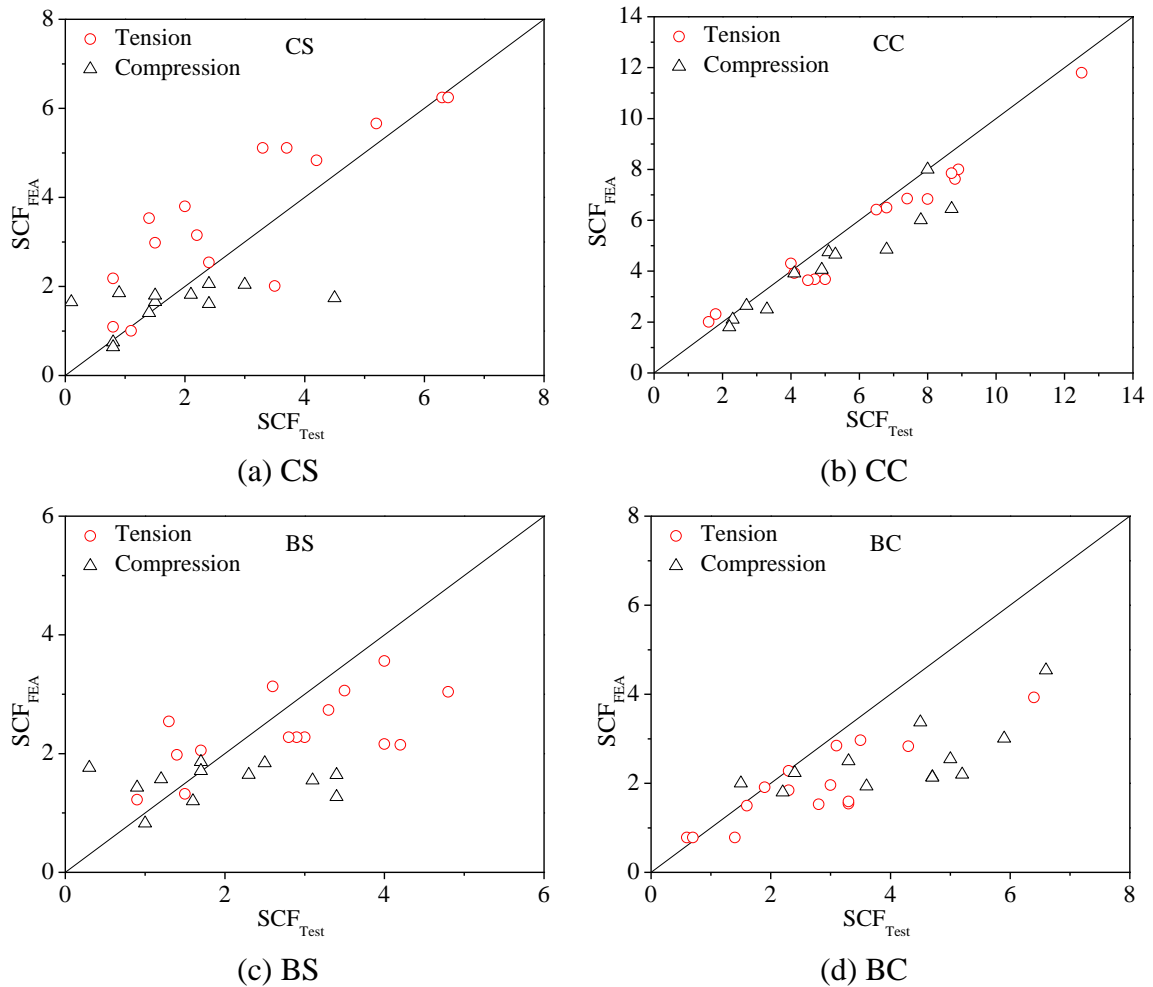 8
6
4
2
0
SCF_FEA
Tension
Compression
CS
0 2 4 6 8
SCF_Test
(a) CS
14
12
10
8
6
4
2
0
SCF_FEA
Tension
Compression
CC
0 2 4 6 8 10 12 14
SCF_Test
(b) CC
6
4
2
0
SCF_FEA
Tension
Compression
BS
0 2 4 6
SCF_Test
(c) BS
8
6
4
2
0
SCF_FEA
Tension
Compression
BC
0 2 4 6 8
SCF_Test
(d) BC